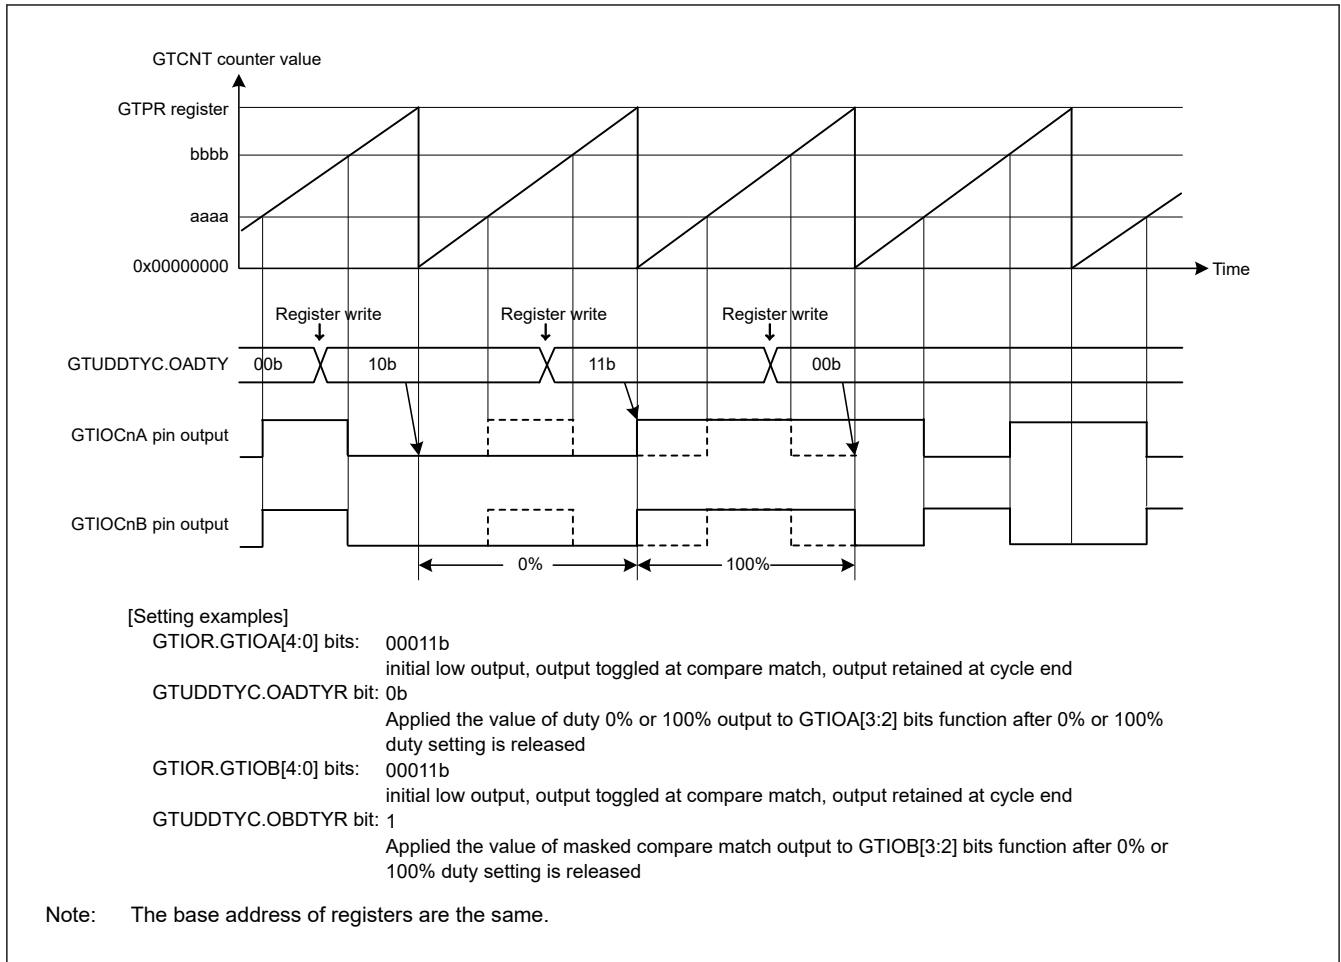 GTCNT counter value
GTPR register
bbbb
aaaa
0x00000000
Time
Register write Register write Register write
GTUDDTYC.OADTY 00b 10b 11b 00b
GTIOCnA pin output
GTIOCnB pin output
0% 100%
[Setting examples]
GTIOR.GTIOA[4:0] bits: 00011b
initial low output, output toggled at compare match, output retained at cycle end
GTUDDTYC.OADTYR bit: 0b
Applied the value of duty 0% or 100% output to GTIOA[3:2] bits function after 0% or 100%
duty setting is released
GTIOR.GTIOB[4:0] bits: 00011b
initial low output, output toggled at compare match, output retained at cycle end
GTUDDTYC.OBDTYR bit: 1
Applied the value of masked compare match output to GTIOB[3:2] bits function after 0% or
100% duty setting is released
Note: The base address of registers are the same.